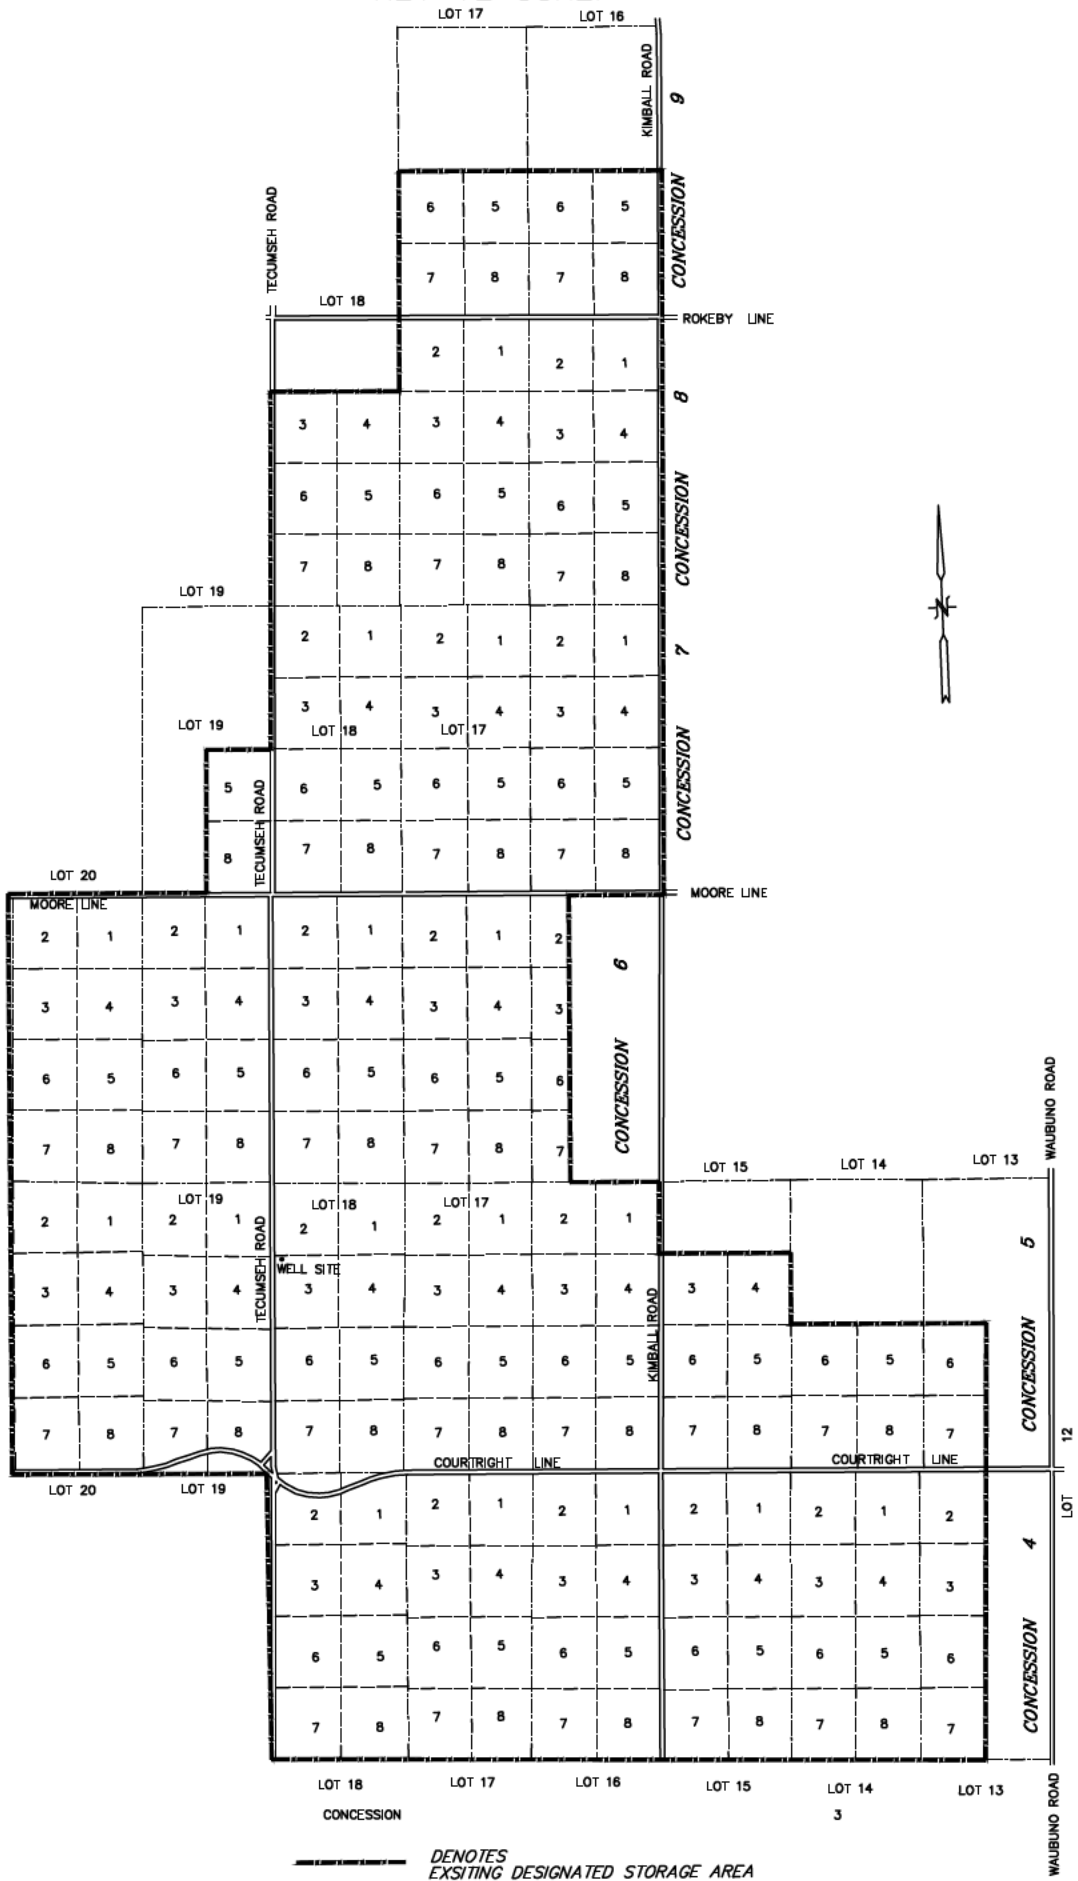 LOT 17 LOT 16
KIMBALL ROAD
9
TECUMSEH ROAD
CONCESSION
6 5 6 5
7 8 7 8
LOT 18
ROKEBY LINE
2 1 2 1
8
3 4 3 4 3 4
CONCESSION
6 5 6 5 6 5
7 8 7 8 7 8
LOT 19
2 1 2 1 2 1
7
3 4 3 4 3 4
LOT 19 LOT 18 LOT 17
CONCESSION
5 6 5 6 5 6 5
TECUMSEH ROAD
8 7 8 7 8 7 8
LOT 20
MOORE LINE
MOORE LINE
2 1 2 1 2 1 2 1 2
6
3 4 3 4 3 4 3 4 3
CONCESSION
6 5 6 5 6 5 6 5 6
7 8 7 8 7 8 7 8 7
WAUBUNO ROAD
LOT 15 LOT 14 LOT 13
LOT 19 LOT 18 LOT 17
2 1 2 1 2 1 2 1 2 1
5
TECUMSEH ROAD
WELL SITE
3 4 3 4 3 4 3 4 3 4 3 4
KIMBALL ROAD
CONCESSION
6 5 6 5 6 5 6 5 6 5 6 5 6 5 6
7 8 7 8 7 8 7 8 7 8 7 8 7 8 7
COURTRIGHT LINE COURTRIGHT LINE
12
LOT
LOT 20 LOT 19
2 1 2 1 2 1 2 1 2 1 2
4
3 4 3 4 3 4 3 4 3 4 3
CONCESSION
6 5 6 5 6 5 6 5 6 5 6
7 8 7 8 7 8 7 8 7 8 7
LOT 18 LOT 17 LOT 16 LOT 15 LOT 14 LOT 13
CONCESSION 3
WAUBUNO ROAD
DENOTES
EXSITING DESIGNATED STORAGE AREA